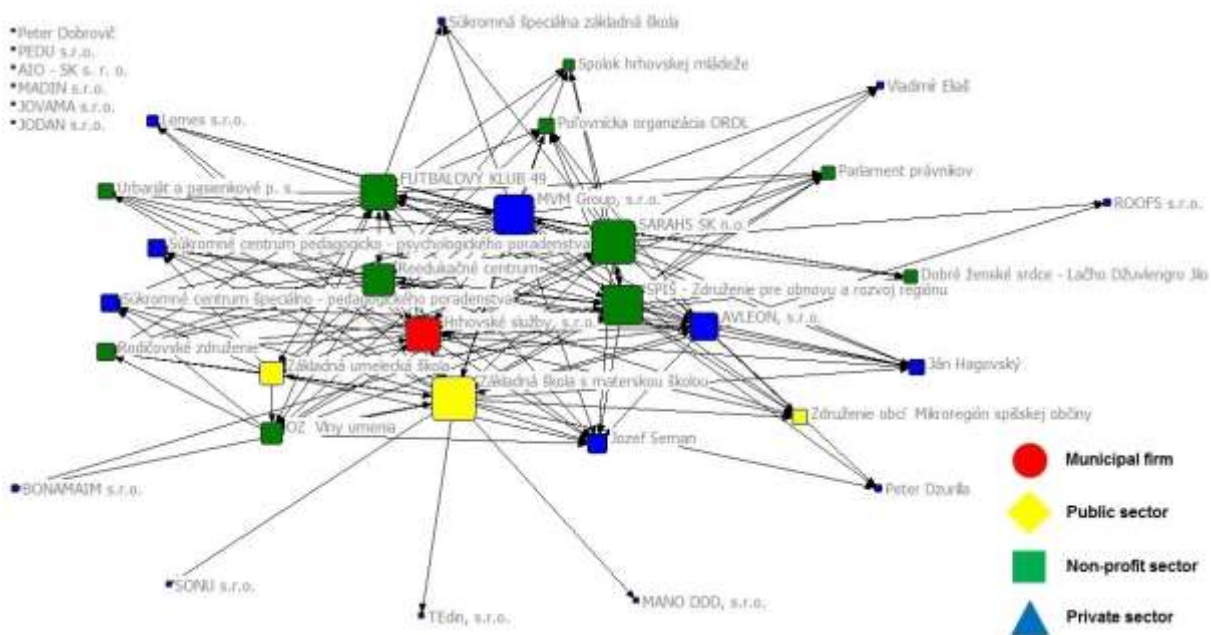 Súkromná špeciálna základná škola
•Peter Dobrovič
•PEDU s.r.o.
•AIO - SK s. r. o.
•MADIN s.r.o.
•JOVAMA s.r.o.
•JODAN s.r.o.
Spolok hrhovskej mládeže
Vladimír Eliaš
Lemes s.r.o.
Poľovnícka organizácia OROL
Parlament právnikov
FUTBALOVÝ KLUB 49
Urbariát a pasienkové p. s.
MVM Group, s.r.o.
ROOFS s.r.o.
SARAHS SK n.o.
Súkromné centrum pedagogicko - psychologického poradenstva
Reedukačné centrum
Dobré ženské srdce - Lačho Džuvlengro Jilo
SPIŠ - Združenie pre obnovu a rozvoj regiónu
Súkromné centrum špeciálno - pedagogického poradenstva
Hrhovské služby, s.r.o.
AVLEON, s.r.o.
Rodičovské združenie
Základná umelecká škola
Ján Hagovský
Základná škola s materskou školou
Združenie obcí Mikroregión spišskej občiny
OZ Vlny umenia
Jozef Seman
Municipal firm
BONAMAIM s.r.o.
Peter Dzurilla
Public sector
Non-profit sector
SONU s.r.o.
MANO DDD, s.r.o.
TEdin, s.r.o.
Private sector